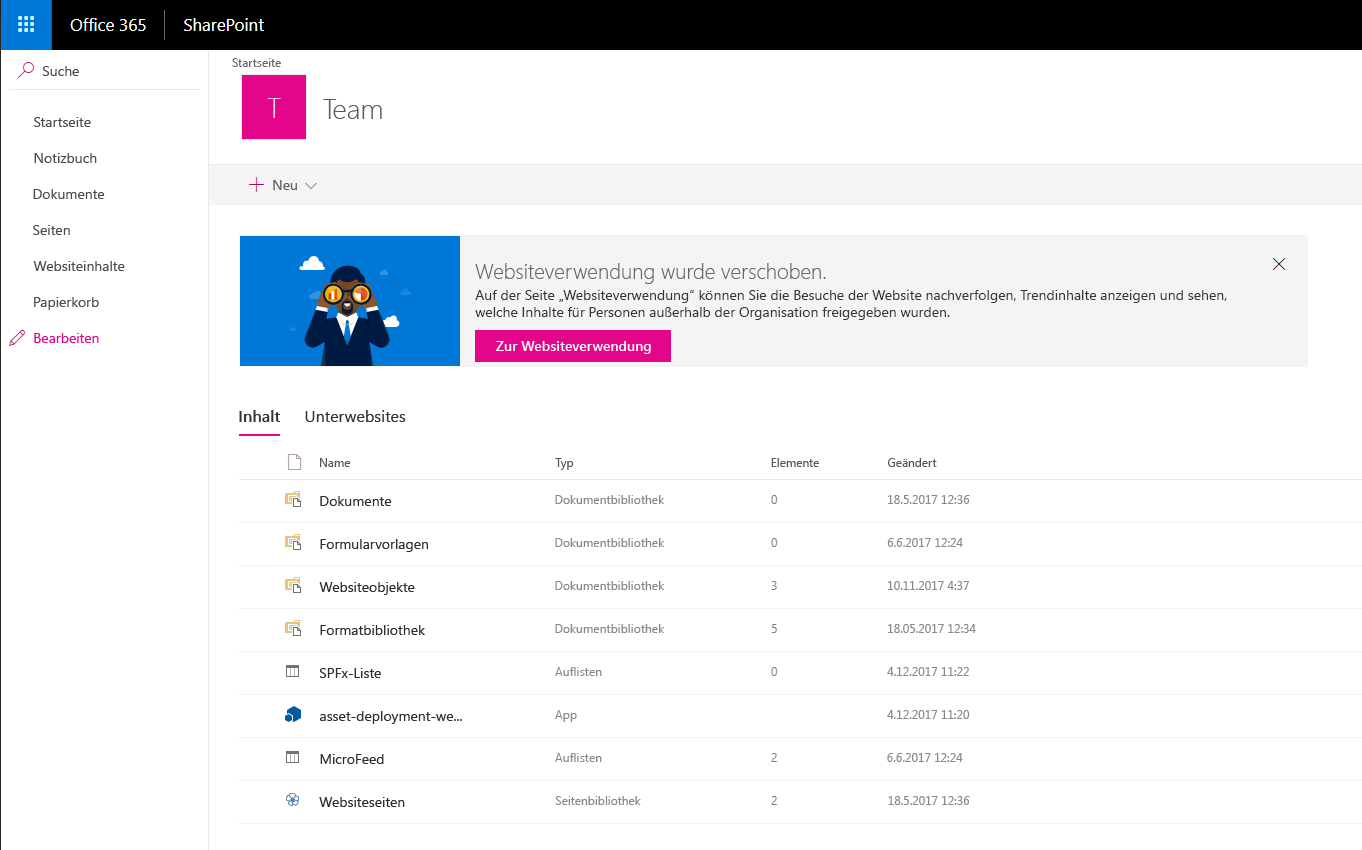 Office 365 SharePoint
Suche
Startseite
Notizbuch
Dokumente
Seiten
Websiteinhalte
Papierkorb
Bearbeiten
Startseite
T Team
Neu
Websiteverwendung wurde verschoben.
Auf der Seite „Websiteverwendung“ können Sie die Besuche der Website nachverfolgen, Trendinhalte anzeigen und sehen,
welche Inhalte für Personen außerhalb der Organisation freigegeben wurden.
Zur Websiteverwendung
Inhalt Unterwebsites
Name Typ Elemente Geändert
Dokumente Dokumentbibliothek 0 18.5.2017 12:36
Formularvorlagen Dokumentbibliothek 0 6.6.2017 12:24
Websiteobjekte Dokumentbibliothek 3 10.11.2017 4:37
Formatbibliothek Dokumentbibliothek 5 18.05.2017 12:34
SPFx-Liste Auflisten 0 4.12.2017 11:22
asset-deployment-we... App 4.12.2017 11:20
MicroFeed Auflisten 2 6.6.2017 12:24
Websiteseiten Seitenbibliothek 2 18.5.2017 12:36